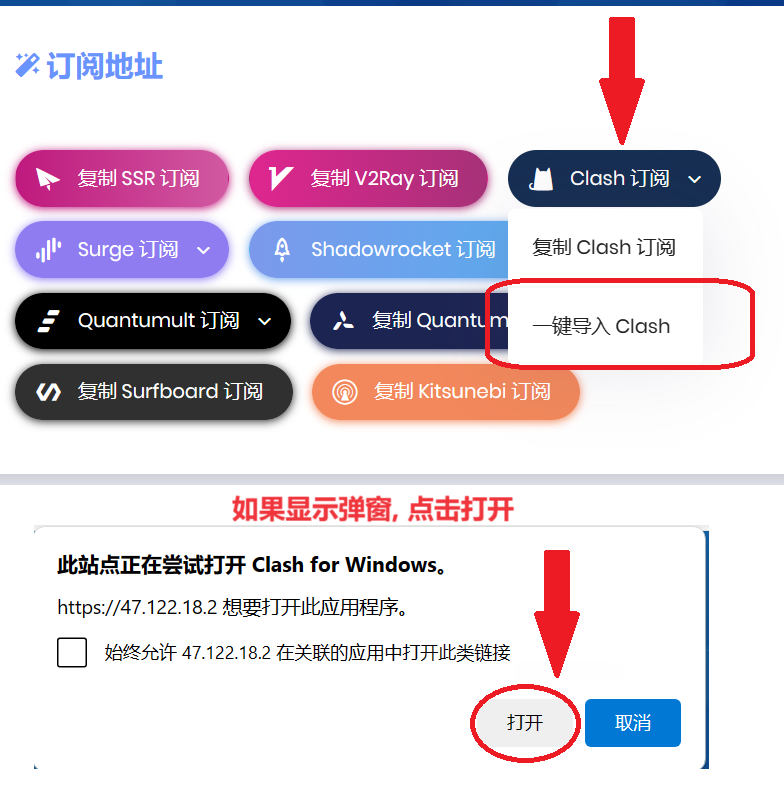 订阅地址
复制 SSR 订阅
复制 V2Ray 订阅
Clash 订阅
Surge 订阅
Shadowrocket 订阅
复制 Clash 订阅
Quantumult 订阅
复制 Quantum
一键导入 Clash
复制 Surfboard 订阅
复制 Kitsunebi 订阅
如果显示弹窗, 点击打开
此站点正在尝试打开 Clash for Windows。
https://47.122.18.2 想要打开此应用程序。
始终允许 47.122.18.2 在关联的应用中打开此类链接
打开
取消